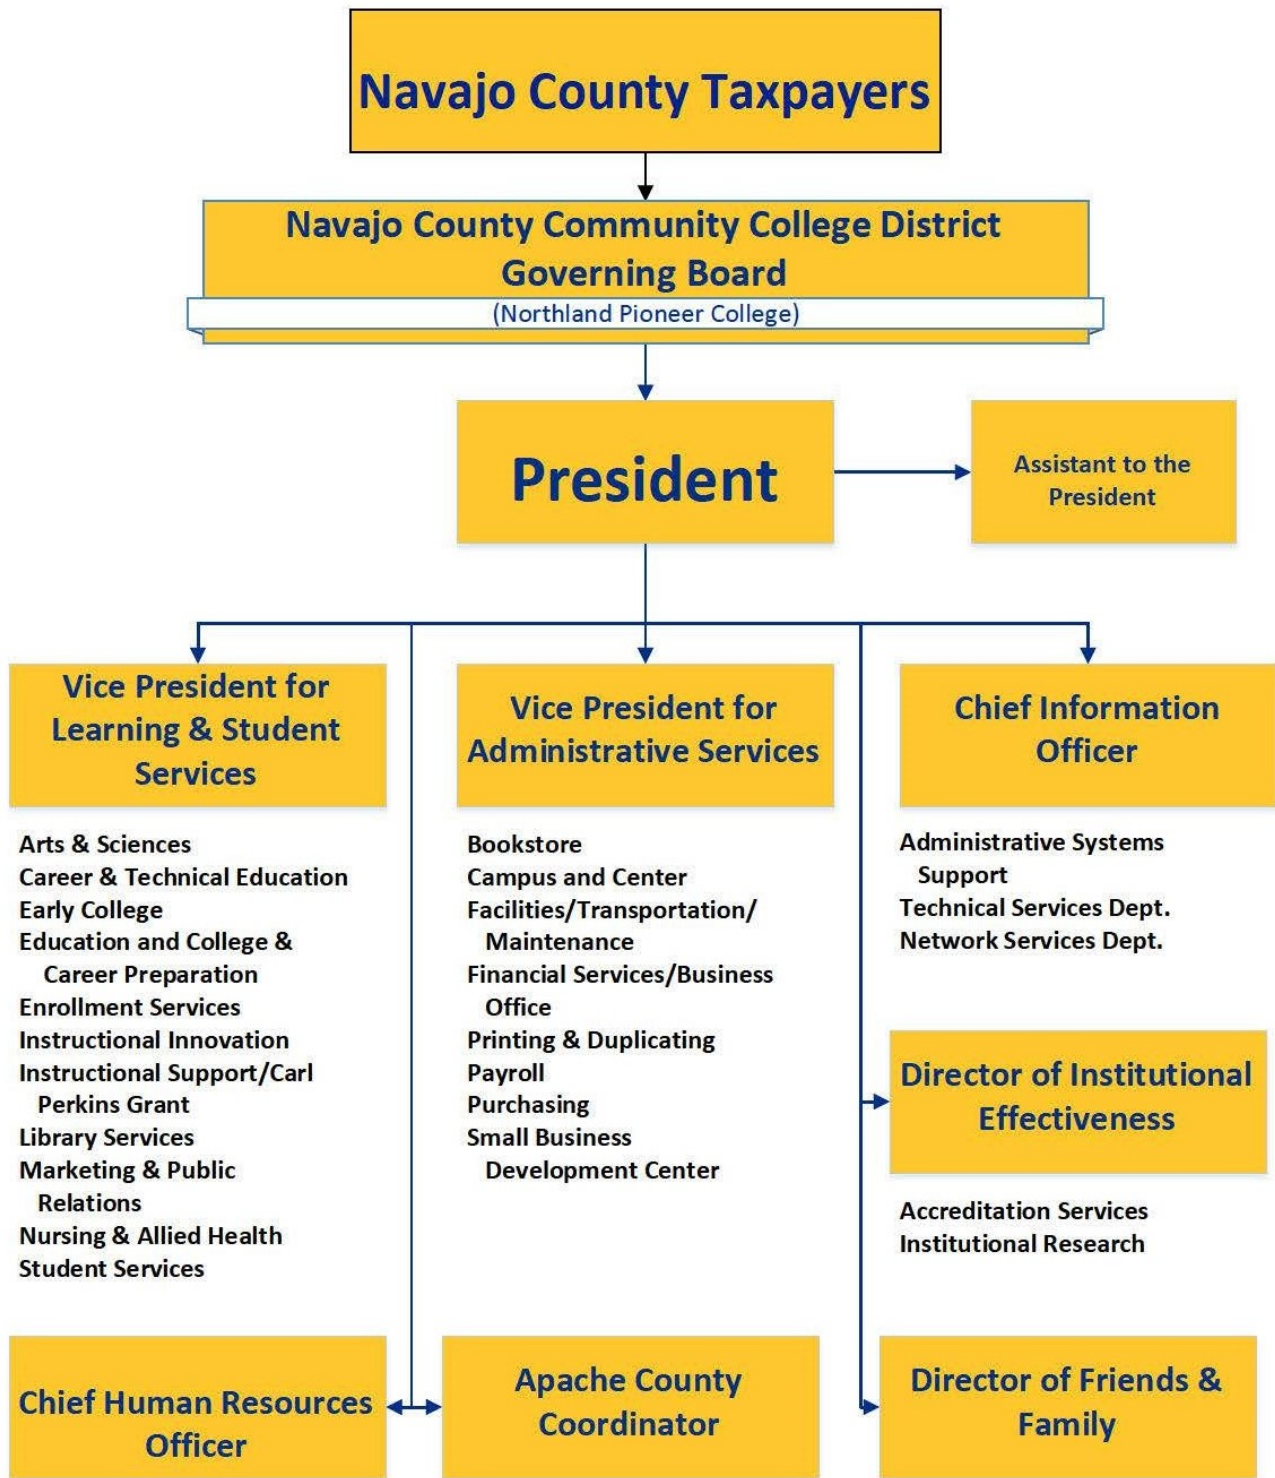 Navajo County Taxpayers
Navajo County Community College District
Governing Board
(Northland Pioneer College)
President
Assistant to the
President
Vice President for
Learning & Student
Services
Arts & Sciences
Career & Technical Education
Early College
Education and College &
Career Preparation
Enrollment Services
Instructional Innovation
Instructional Support/Carl
Perkins Grant
Library Services
Marketing & Public
Relations
Nursing & Allied Health
Student Services
Vice President for
Administrative Services
Bookstore
Campus and Center
Facilities/Transportation/
Maintenance
Financial Services/Business
Office
Printing & Duplicating
Payroll
Purchasing
Small Business
Development Center
Chief Information
Officer
Administrative Systems
Support
Technical Services Dept.
Network Services Dept.
Director of Institutional
Effectiveness
Accreditation Services
Institutional Research
Chief Human Resources
Officer
Apache County
Coordinator
Director of Friends &
Family